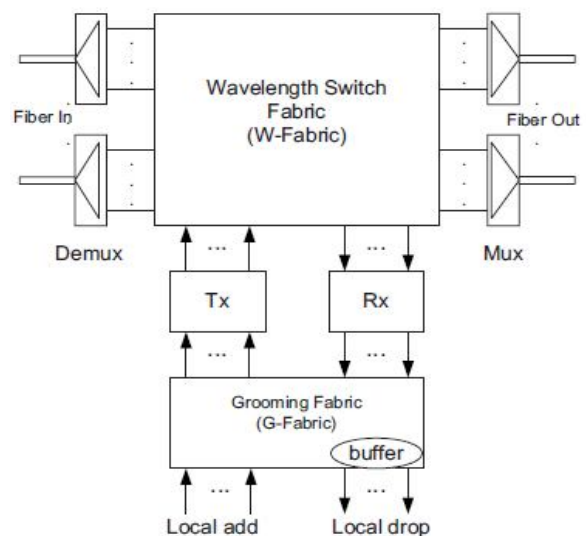 Wavelength Switch
Fabric
(W-Fabric)
Fiber In
Fiber Out
Demux
...
...
Mux
Tx
Rx
...
...
Grooming Fabric
(G-Fabric)
buffer
...
...
Local add
Local drop